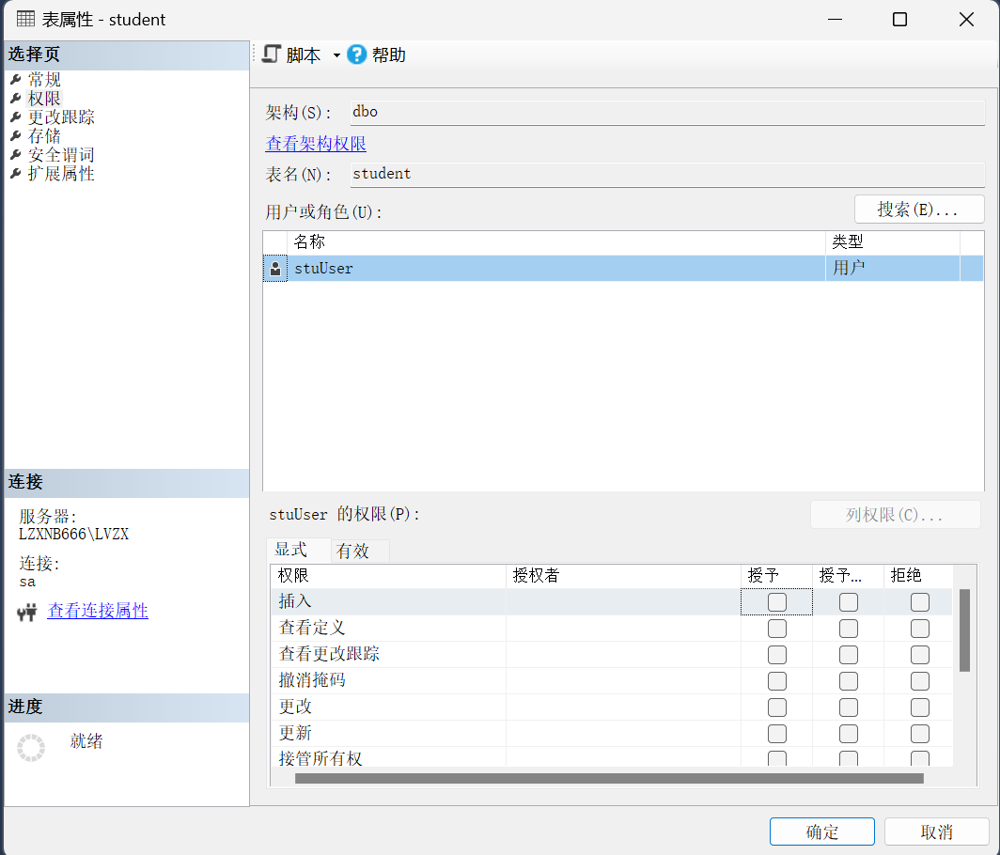 表属性 - student
选择页
常规
权限
更改跟踪
存储
安全谓词
扩展属性
连接
服务器:
LZXNB666\LVZX
连接:
sa
查看连接属性
进度
就绪
脚本 帮助
架构(S): dbo
查看架构权限
表名(N): student
用户或角色(U): 搜索(E)...
名称 类型
stuUser 用户
stuUser 的权限(P): 列权限(C)...
显式 有效
权限 授权者 授予 授予... 拒绝
插入
查看定义
查看更改跟踪
撤消掩码
更改
更新
接管所有权
确定 取消